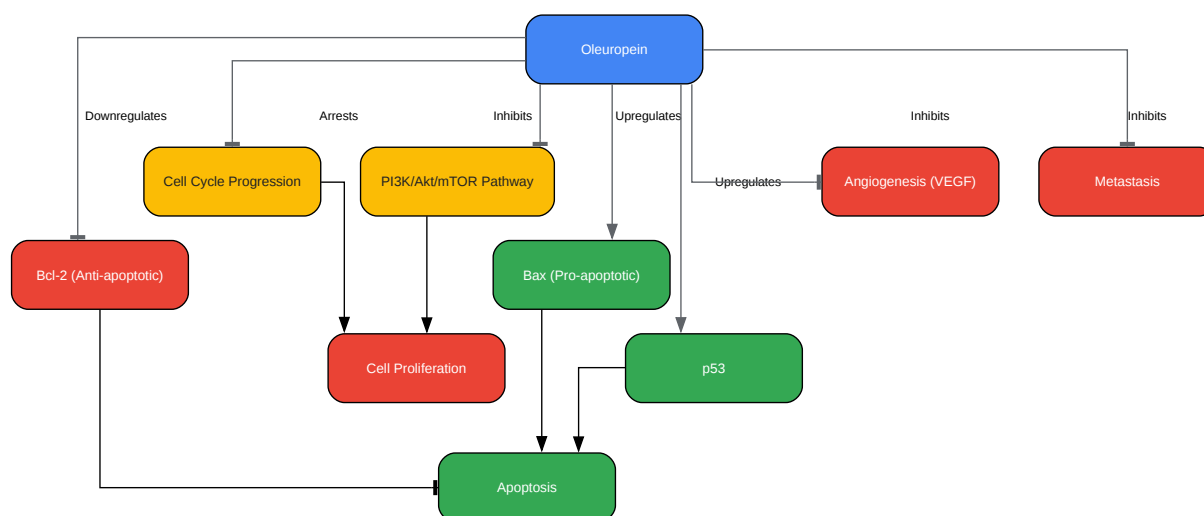 Oleuropein
Downregulates
Arrests
Inhibits
Upregulates
Inhibits
Inhibits
Cell Cycle Progression
PI3K/Akt/mTOR Pathway
Upregulates
Angiogenesis (VEGF)
Metastasis
Bcl-2 (Anti-apoptotic)
Bax (Pro-apoptotic)
Cell Proliferation
p53
Apoptosis